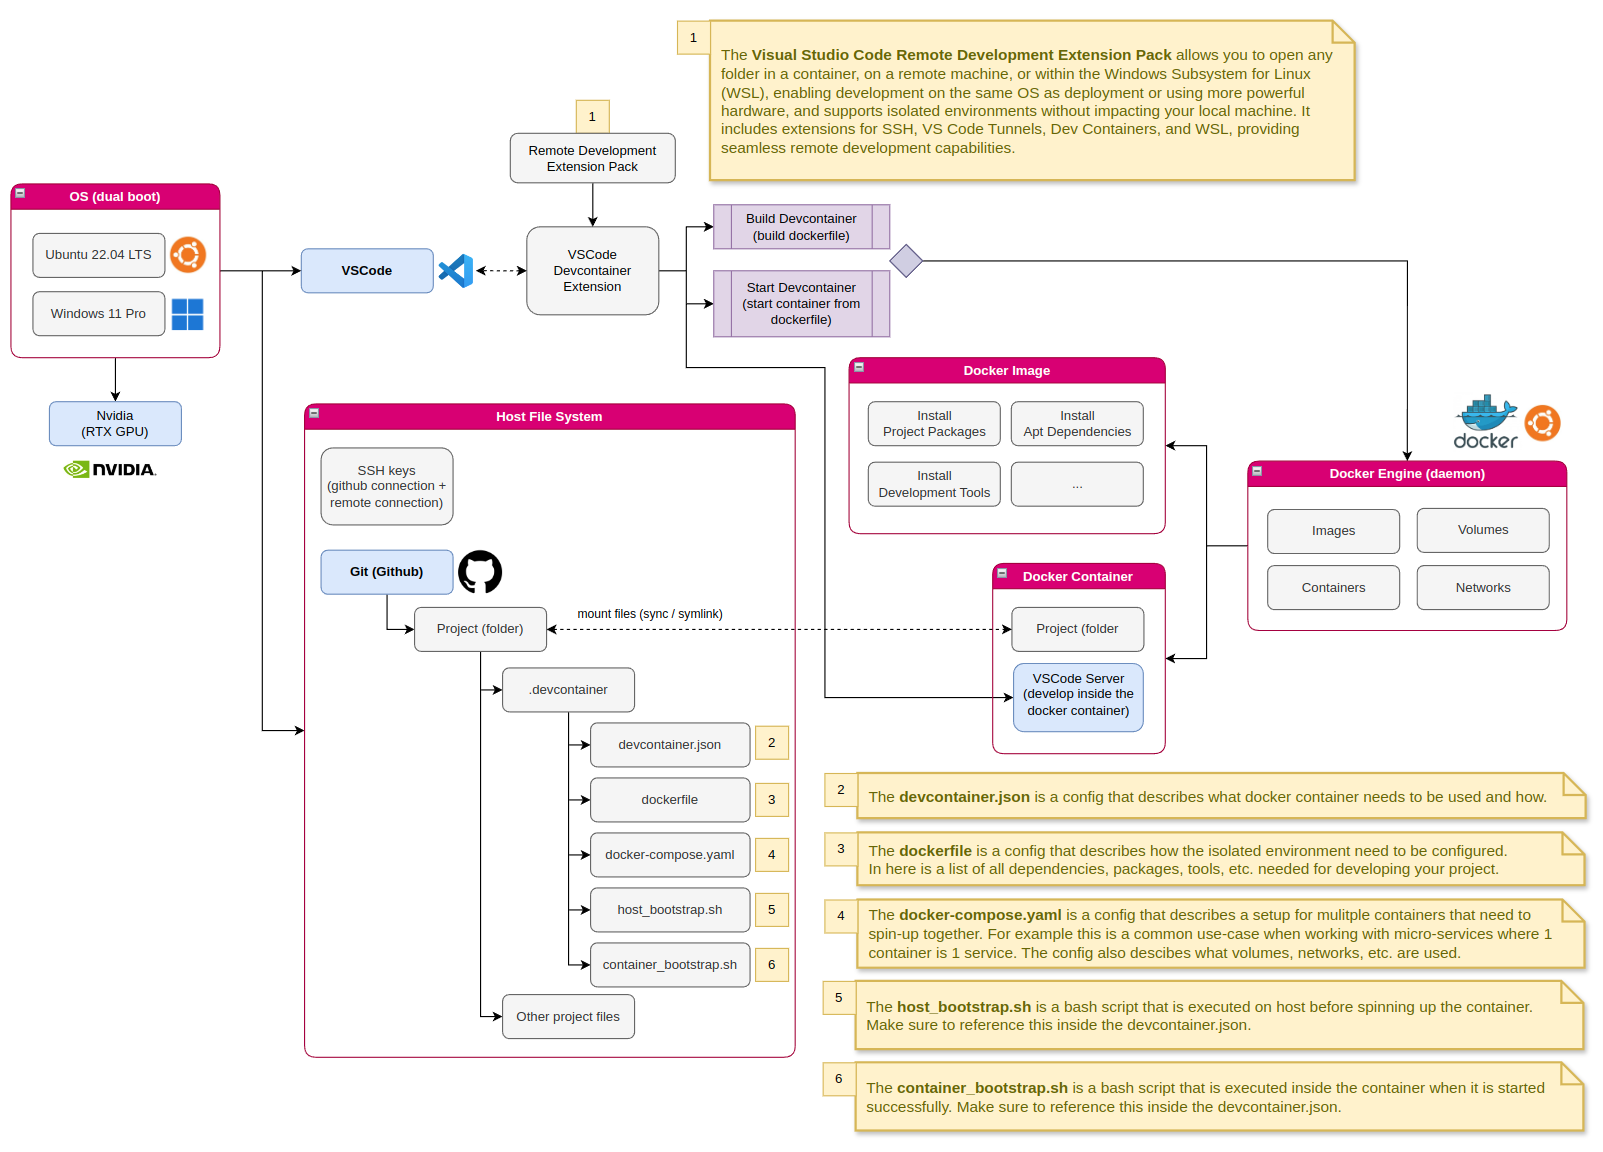 1
The Visual Studio Code Remote Development Extension Pack allows you to open any
folder in a container, on a remote machine, or within the Windows Subsystem for Linux
(WSL), enabling development on the same OS as deployment or using more powerful
hardware, and supports isolated environments without impacting your local machine. It
includes extensions for SSH, VS Code Tunnels, Dev Containers, and WSL, providing
seamless remote development capabilities.
1
Remote Development
Extension Pack
OS (dual boot)
Ubuntu 22.04 LTS
Windows 11 Pro
Nvidia
(RTX GPU)
NVIDIA.
VSCode
VSCode
Devcontainer
Extension
Build Devcontainer
(build dockerfile)
Start Devcontainer
(start container from
dockerfile)
Docker Image
Install
Project Packages
Install
Apt Dependencies
Install
Development Tools
...
docker
Docker Engine (daemon)
Images
Volumes
Containers
Networks
Host File System
SSH keys
(github connection +
remote connection)
Git (Github)
Project (folder)
mount files (sync / symlink)
.devcontainer
devcontainer.json
2
dockerfile
3
docker-compose.yaml
4
host_bootstrap.sh
5
container_bootstrap.sh
6
Other project files
Docker Container
Project (folder
VSCode Server
(develop inside the
docker container)
2
The devcontainer.json is a config that describes what docker container needs to be used and how.
3
The dockerfile is a config that describes how the isolated environment need to be configured.
In here is a list of all dependencies, packages, tools, etc. needed for developing your project.
4
The docker-compose.yaml is a config that describes a setup for mulitple containers that need to
spin-up together. For example this is a common use-case when working with micro-services where 1
container is 1 service. The config also descibes what volumes, networks, etc. are used.
5
The host_bootstrap.sh is a bash script that is executed on host before spinning up the container.
Make sure to reference this inside the devcontainer.json.
6
The container_bootstrap.sh is a bash script that is executed inside the container when it is started
successfully. Make sure to reference this inside the devcontainer.json.